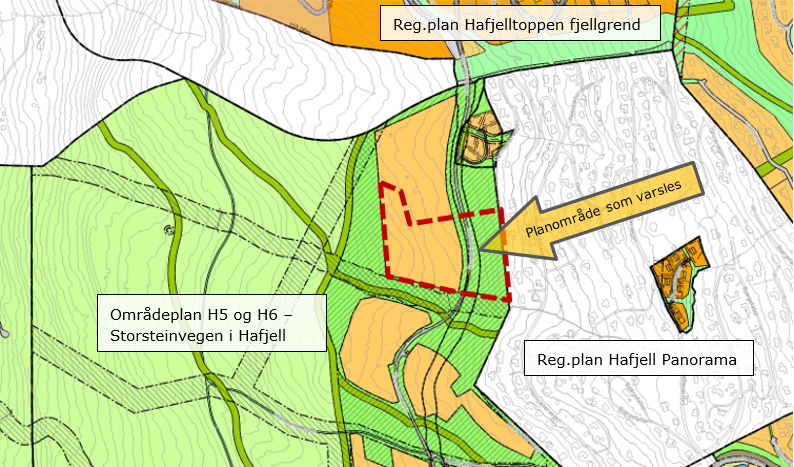 Reg.plan Hafjelltoppen fjellgrend
Planområde som varsles
Områdeplan H5 og H6 –
Storsteinvegen i Hafjell
Reg.plan Hafjell Panorama